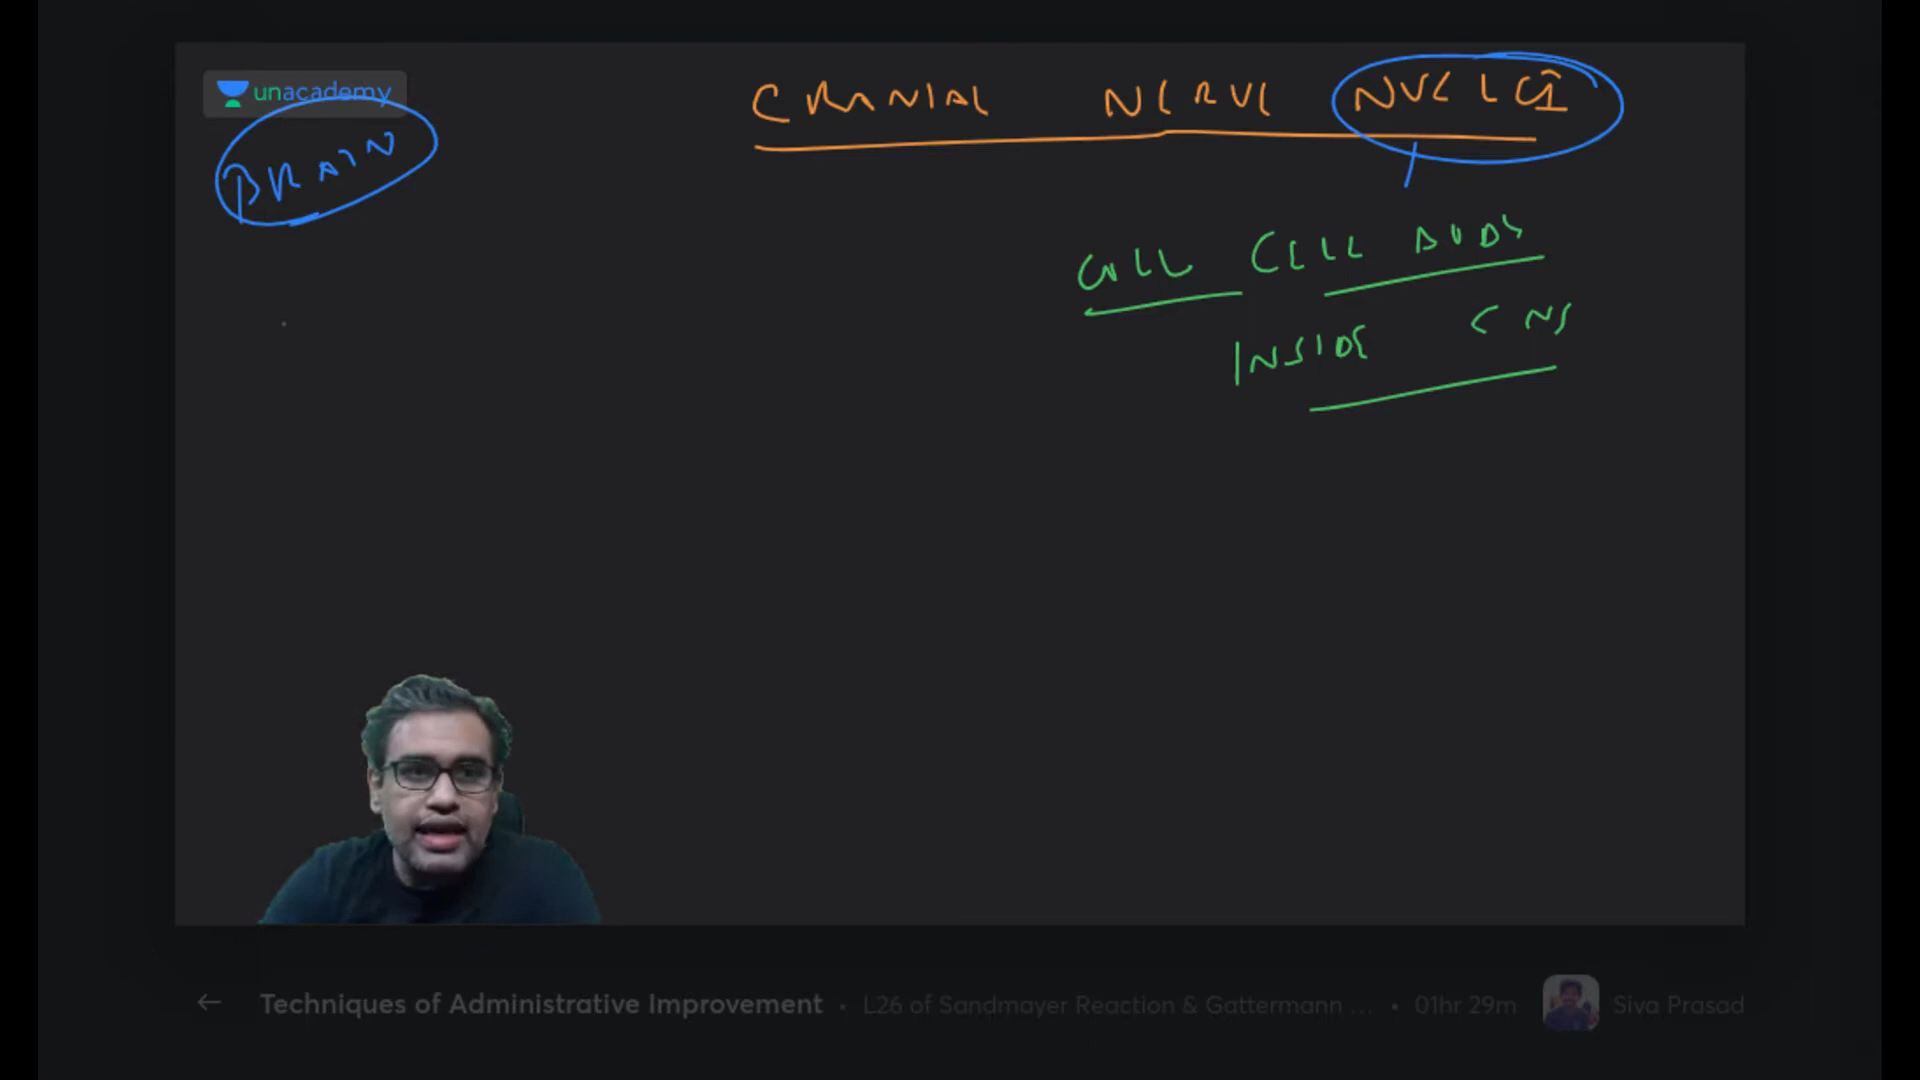 unacademy
CRANIAL NERVE NUCLEI
BRAIN
CELL BODY
INSIDE CNS
Techniques of Administrative Improvement • L26 of Sandmayer Reaction & Gattermann ... • 01hr 29m Siva Prasad